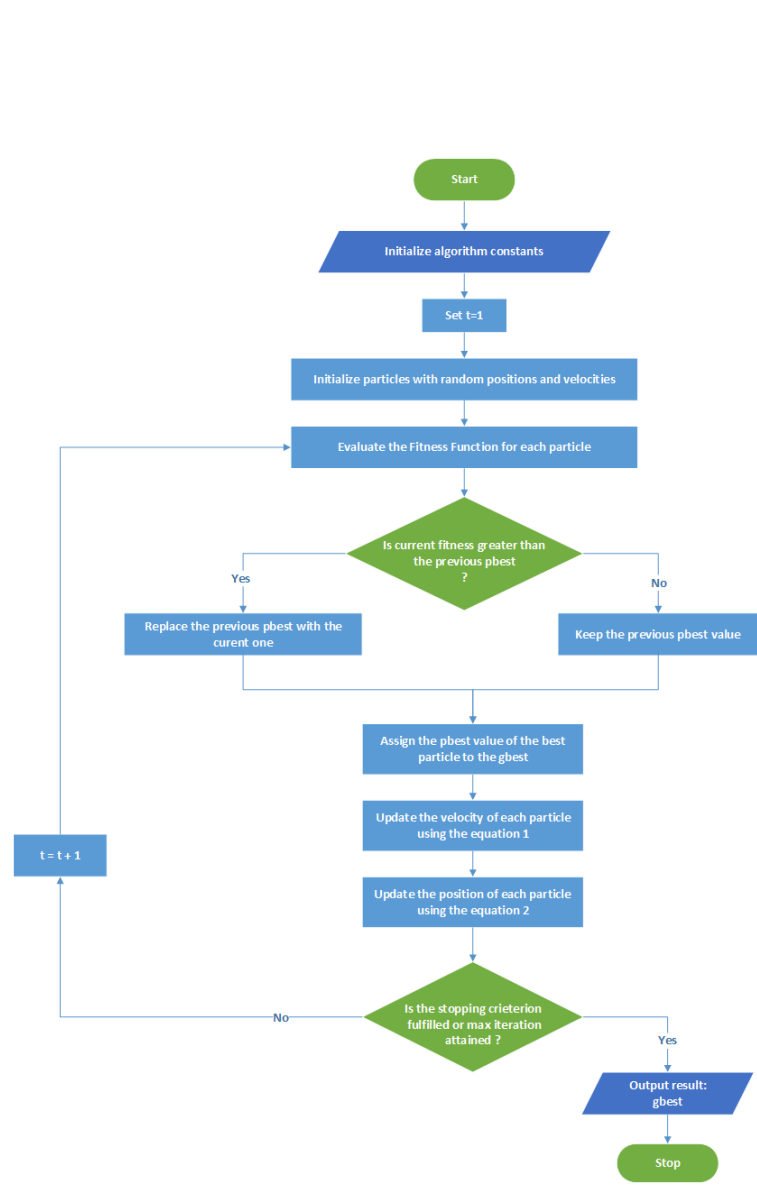 Start
Initialize algorithm constants
Set t=1
Initialize particles with random positions and velocities
Evaluate the Fitness Function for each particle
Is current fitness greater than
the previous pbest
?
Yes
No
Replace the previous pbest with the
curent one
Keep the previous pbest value
Assign the pbest value of the best
particle to the gbest
Update the velocity of each particle
using the equation 1
t = t + 1
Update the position of each particle
using the equation 2
Is the stopping crieterion
fulfilled or max iteration
attained ?
No
Yes
Output result:
gbest
Stop